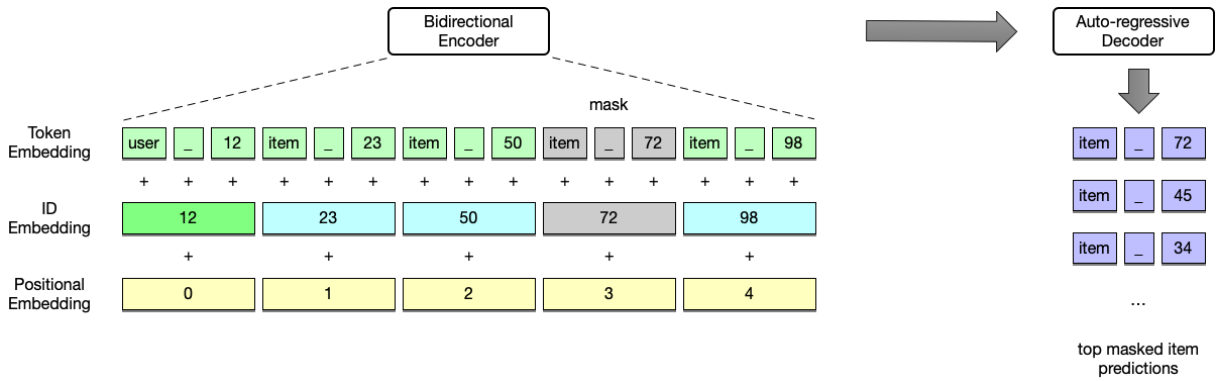 Bidirectional
Encoder
Auto-regressive
Decoder
mask
Token
Embedding
user _ 12 item _ 23 item _ 50 item _ 72 item _ 98
+ + + + + + + + + + + + + + +
ID
Embedding
12 23 50 72 98
+ + + + +
Positional
Embedding
0 1 2 3 4
item _ 72
item _ 45
item _ 34
...
top masked item
predictions